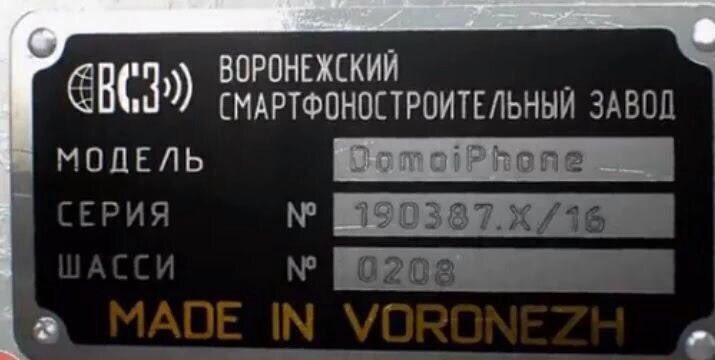 ВСЗ ВОРОНЕЖСКИЙ
СМАРТФОНОСТРОИТЕЛЬНЫЙ ЗАВОД
МОДЕЛЬ DomoiPhone
СЕРИЯ № 190387.X/16
ШАССИ № 0208
MADE IN VORONEZH